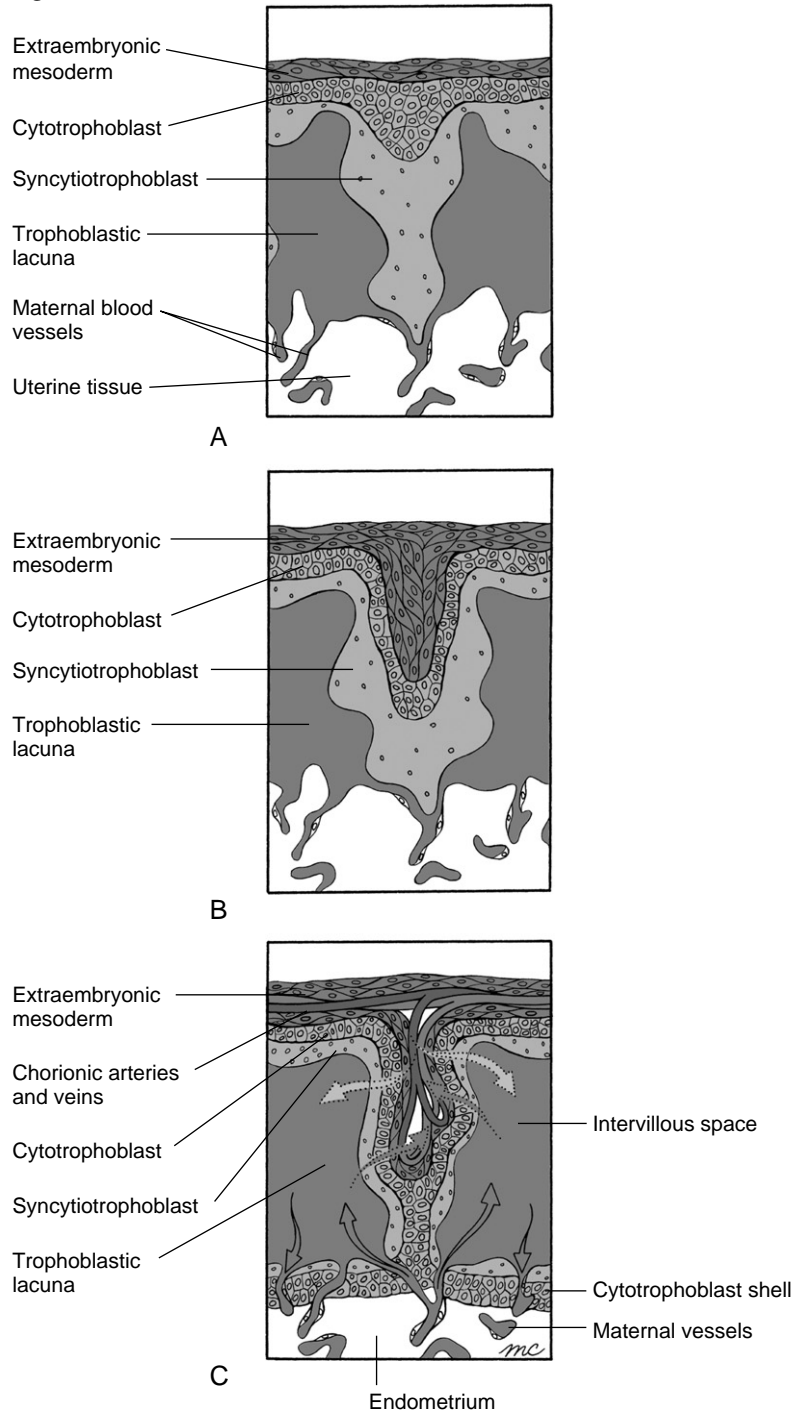 Extraembryonic
mesoderm
Cytotrophoblast
Syncytiotrophoblast
Trophoblastic
lacuna
Maternal blood
vessels
Uterine tissue
A
Extraembryonic
mesoderm
Cytotrophoblast
Syncytiotrophoblast
Trophoblastic
lacuna
B
Extraembryonic
mesoderm
Chorionic arteries
and veins
Cytotrophoblast
Syncytiotrophoblast
Trophoblastic
lacuna
Intervillous space
Cytotrophoblast shell
Maternal vessels
mc
C
Endometrium